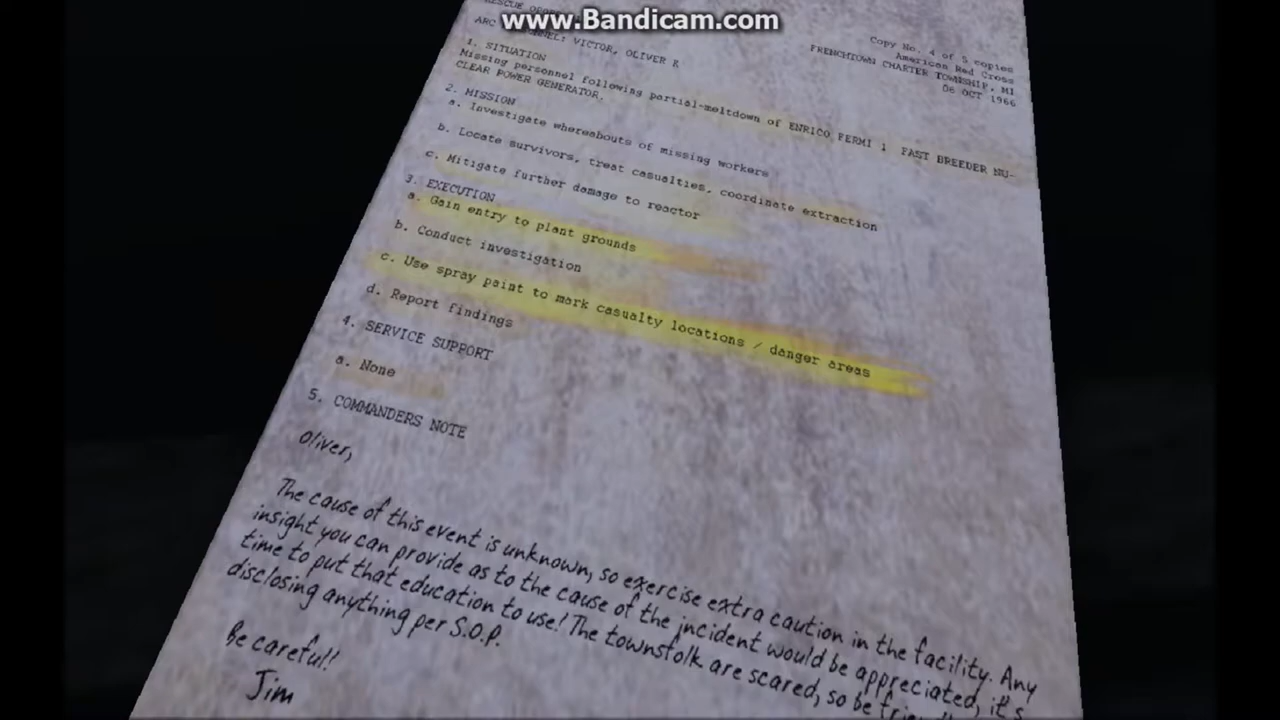 www.Bandicam.com
RESCUE
ARC VICTOR, OLIVER R
Copy No. 4 of 5 copies
American Red Cross
FRENCHTOWN CHARTER TOWNSHIP, MI
06 OCT 1966
1. SITUATION
Missing personnel following partial-meltdown of ENRICO FERMI 1 FAST BREEDER NU-
CLEAR POWER GENERATOR.
2. MISSION
a. Investigate whereabouts of missing workers
b. Locate survivors, treat casualties, coordinate extraction
c. Mitigate further damage to reactor
3. EXECUTION
a. Gain entry to plant grounds
b. Conduct investigation
c. Use spray paint to mark casualty locations / danger areas
d. Report findings
4. SERVICE SUPPORT
a. None
5. COMMANDERS NOTE
Oliver,
The cause of this event is unknown, so exercise extra caution in the facility. Any
insight you can provide as to the cause of the incident would be appreciated, it's
time to put that education to use! The townsfolk are scared, so be
disclosing anything per S.O.P.
Be careful!
Jim